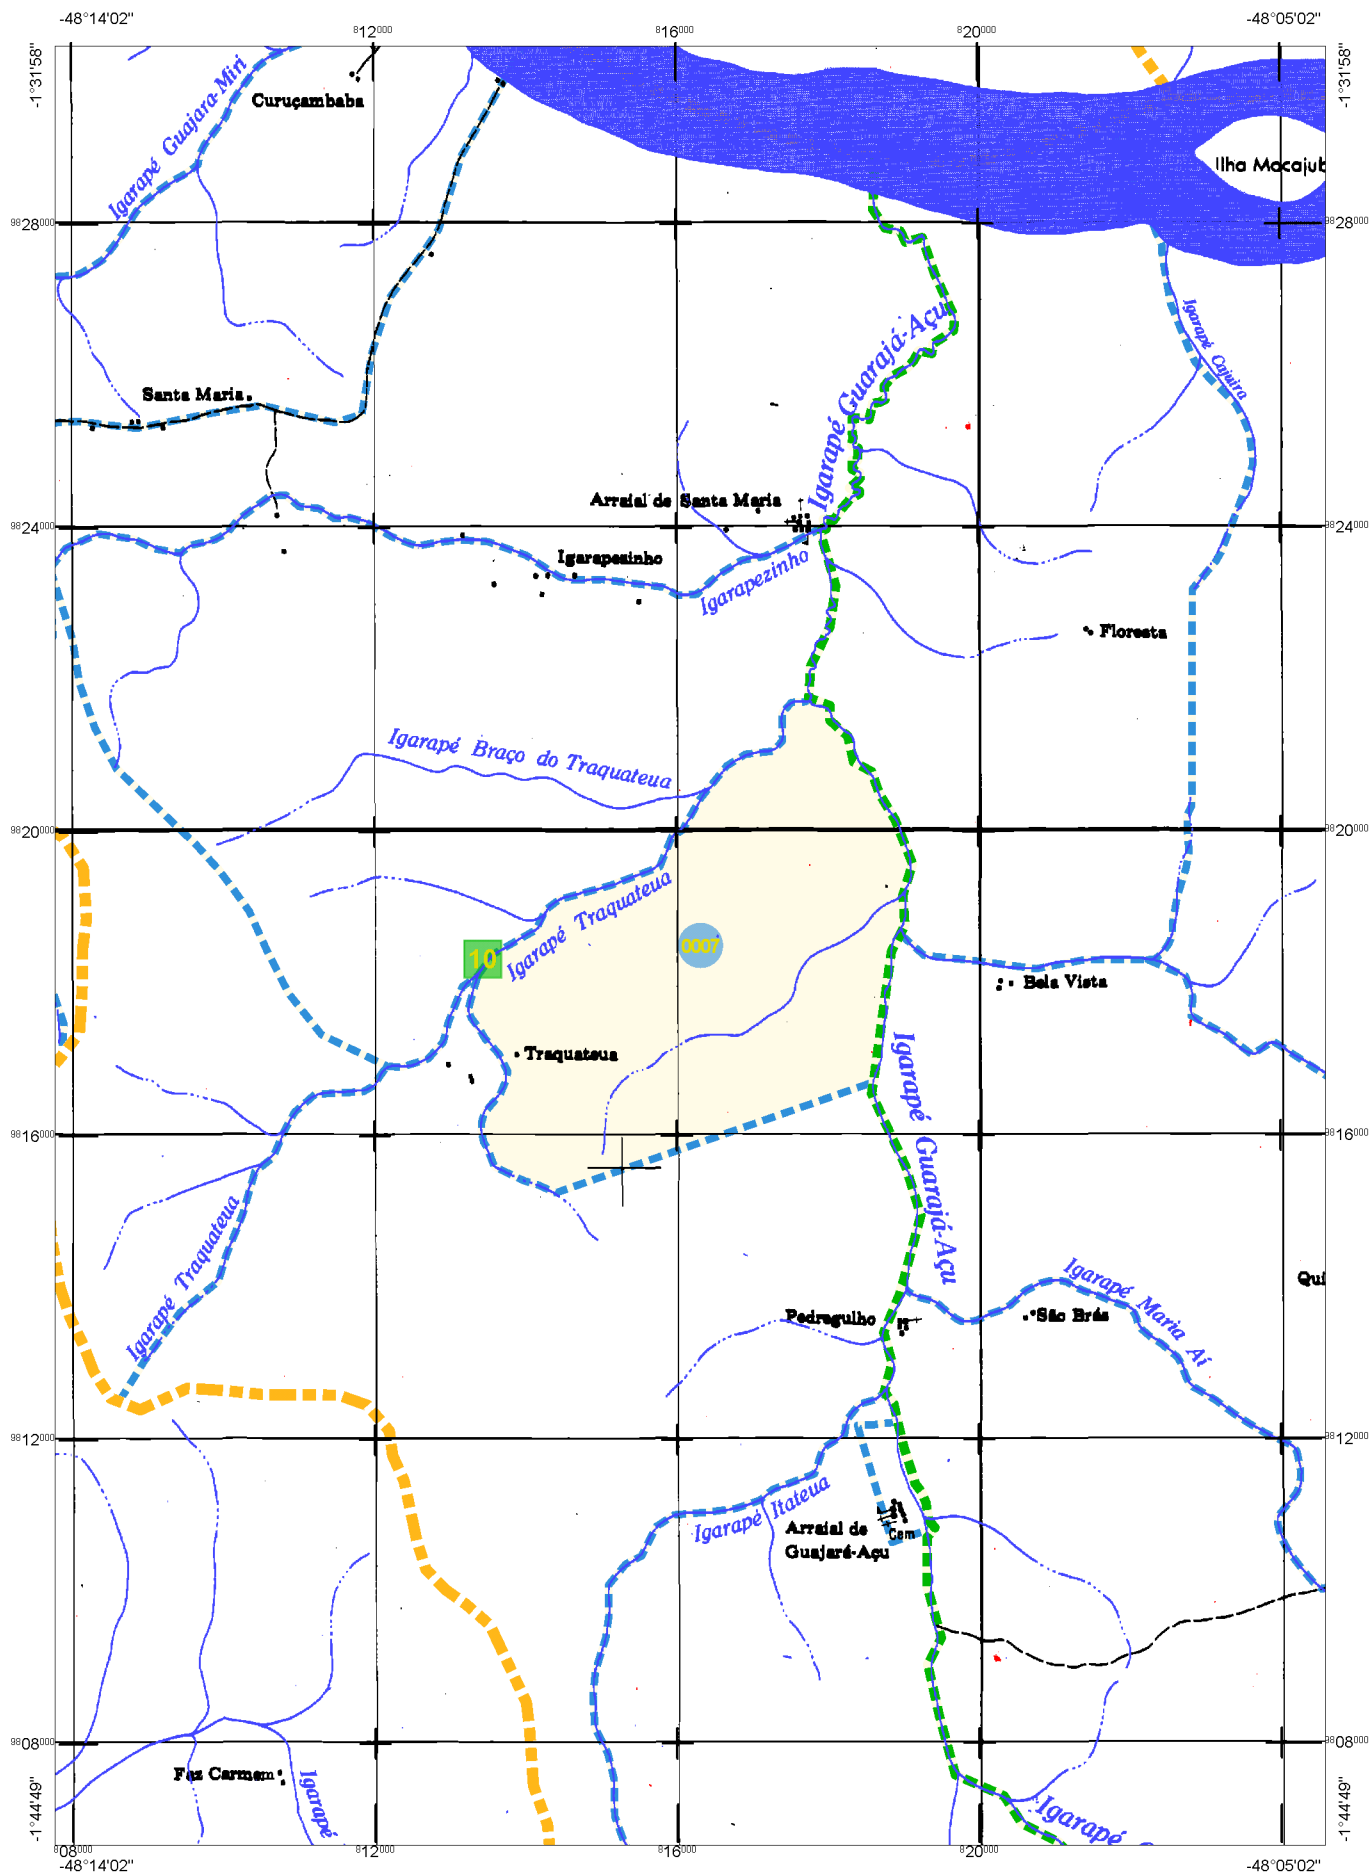 -48°14'02"
812000
816000
820000
-48°05'02"
-1°31'58"
-1°31'58"
Curuçambaba
Igarapé Guajara-Miri
Ilha Macajub
9828000
9828000
Igarapé Cajuira
Igarapé Guarajá-Açu
Santa Maria
Arraial de Santa Maria
9824000
9824000
Igarapezinho
Igarapezinho
Floresta
Igarapé Braço do Traquateua
9820000
9820000
Igarapé Traquateua
10
0007
Bela Vista
Traquateua
Igarapé Guarajá-Açu
9816000
9816000
Igarapé Traquateua
Igarapé Maria Aí
Qui
Pedregulho
São Brás
9812000
9812000
Igarapé Itateua
Arraial de
Guajará-Açu
Cem
9808000
9808000
Faz Carmem
Igarapé
Igarapé
-1°44'49"
-1°44'49"
808000
812000
816000
820000
-48°14'02"
-48°05'02"